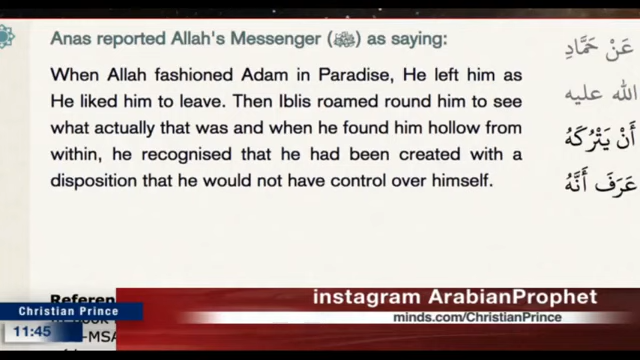 Anas reported Allah's Messenger (ﷺ) as saying:
When Allah fashioned Adam in Paradise, He left him as
He liked him to leave. Then Iblis roamed round him to see
what actually that was and when he found him hollow from
within, he recognised that he had been created with a
disposition that he would not have control over himself.
عَنْ حَمَّادِ
الله عليه
أَنْ يَتْرُكَهُ
عَرَفَ أَنَّهُ
Referen
instagram ArabianProphet
Christian Prince
minds.com/ChristianPrince
11:45